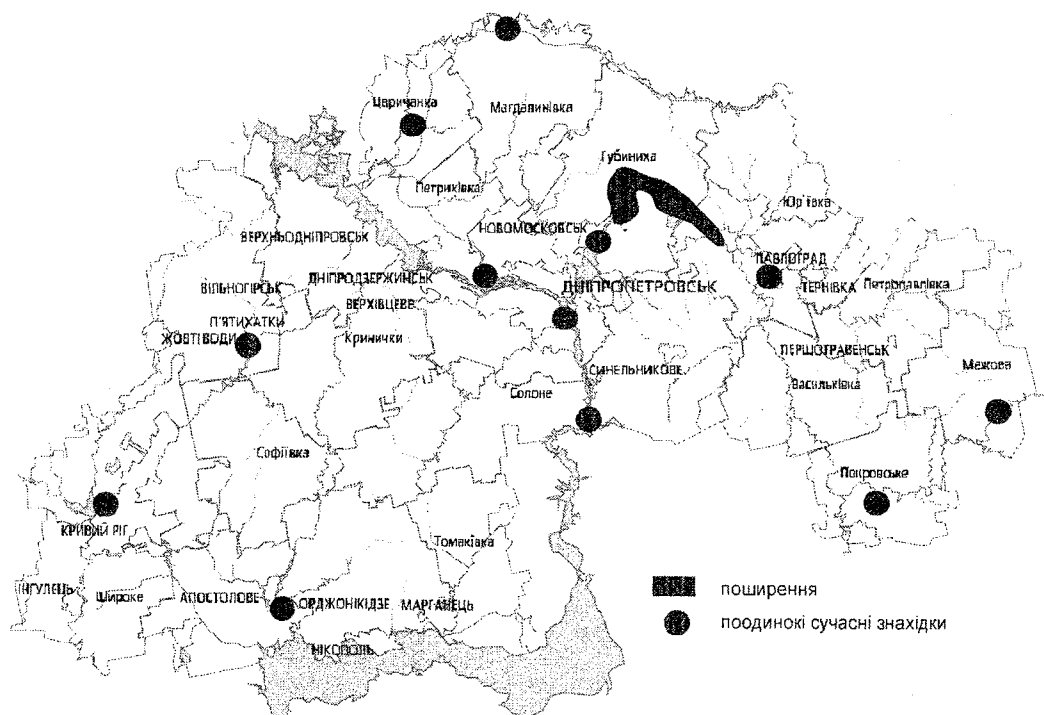 Царичанка
Магдалинівка
Губиниха
Петриківка
Юр'ївка
НОВОМОСКОВСЬК
ВЕРХНЬОДНІПРОВСЬК
ПАВЛОГРАД
ДНІПРОДЗЕРЖИНСЬК
ДНІПРОПЕТРОВСЬК
ТЕРНІВКА
Петропавлівка
ВІЛЬНОГІРСЬК
ВЕРХІВЦЕВЕ
П'ЯТИХАТКИ
ЖОВТІ ВОДИ
Кринички
ПЕРШОТРАВЕНСЬК
Межова
СИНЕЛЬНИКОВЕ
Васильківка
Солоне
Софіївка
Покровське
КРИВИЙ РІГ
Томаківка
ІНГУЛЕЦЬ
Широке
АПОСТОЛОВЕ
ОРДЖОНІКІДЗЕ
МАРГАНЕЦЬ
НІКОПОЛЬ
поширення
поодинокі сучасні знахідки